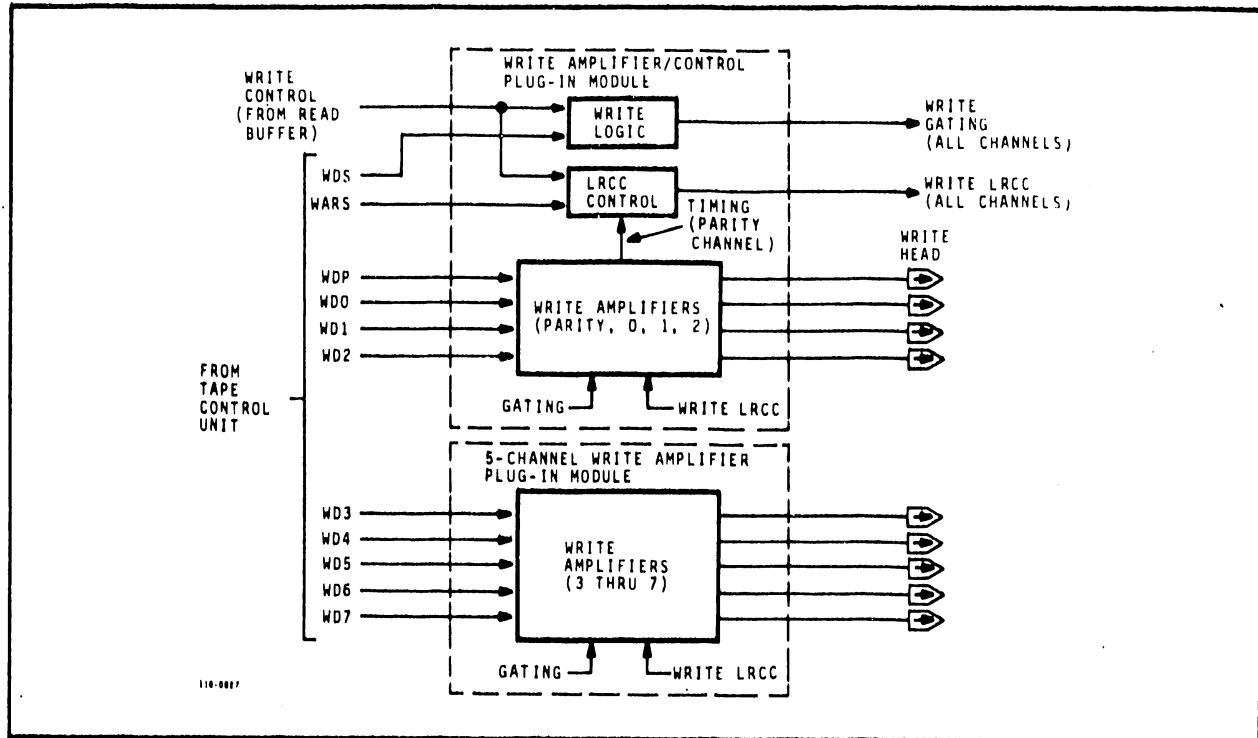 WRITE AMPLIFIER/CONTROL
PLUG-IN MODULE
WRITE
CONTROL
(FROM READ
BUFFER)
WRITE
LOGIC
WRITE
GATING
(ALL CHANNELS)
WDS
WARS
LRCC
CONTROL
TIMING
(PARITY
CHANNEL)
WRITE LRCC
(ALL CHANNELS)
WRITE
HEAD
WDP
WD0
WD1
WD2
WRITE AMPLIFIERS
(PARITY, 0, 1, 2)
GATING
WRITE LRCC
FROM
TAPE
CONTROL
UNIT
5-CHANNEL WRITE AMPLIFIER
PLUG-IN MODULE
WD3
WD4
WD5
WD6
WD7
WRITE
AMPLIFIERS
(3 THRU 7)
GATING
WRITE LRCC
110-0027